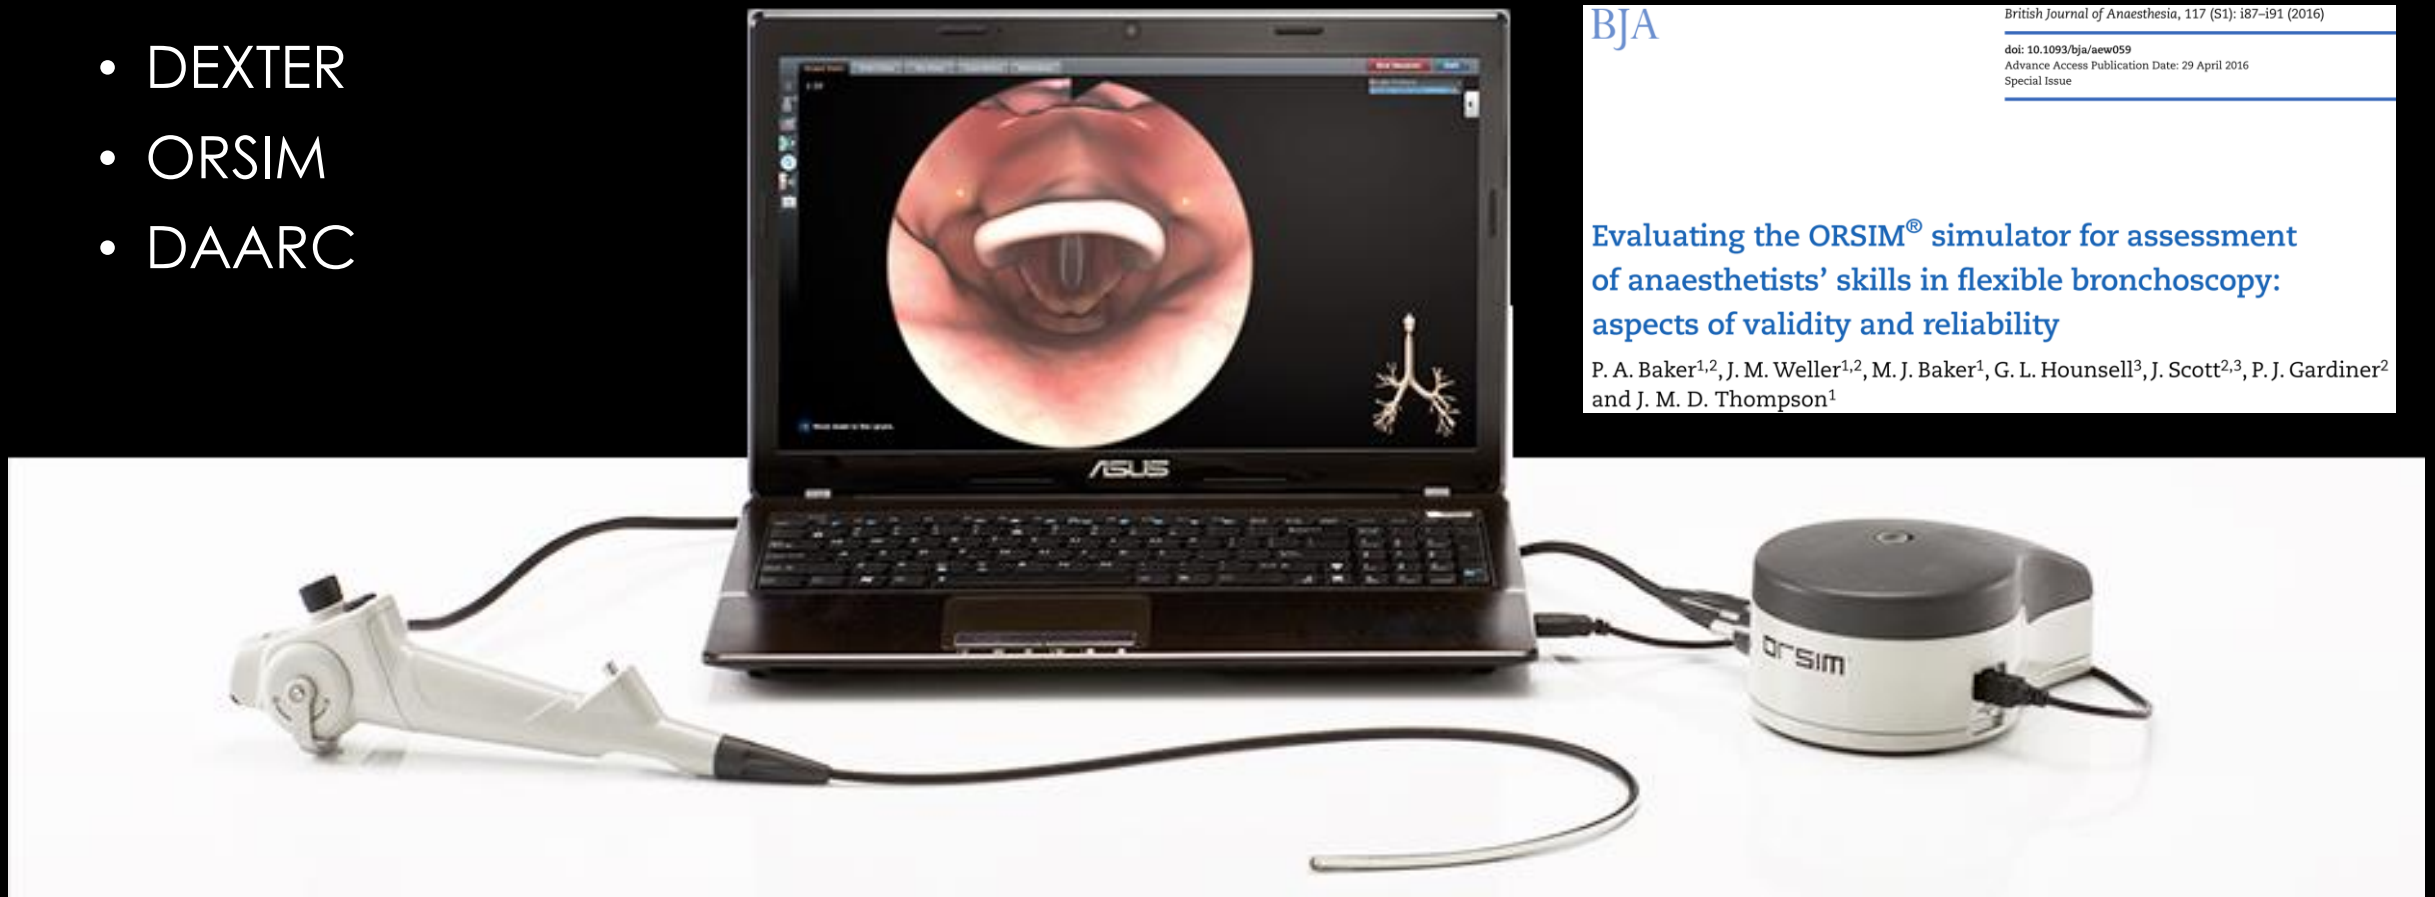 • DEXTER
• ORSIM
• DAARC
BJA
British Journal of Anaesthesia, 117 (S1): i87–i91 (2016)
doi: 10.1093/bja/aew059
Advance Access Publication Date: 29 April 2016
Special Issue
Evaluating the ORSIM® simulator for assessment
of anaesthetists’ skills in flexible bronchoscopy:
aspects of validity and reliability
P. A. Baker1,2, J. M. Weller1,2, M. J. Baker1, G. L. Hounsell3, J. Scott2,3, P. J. Gardiner2
and J. M. D. Thompson1
ASUS
orsim